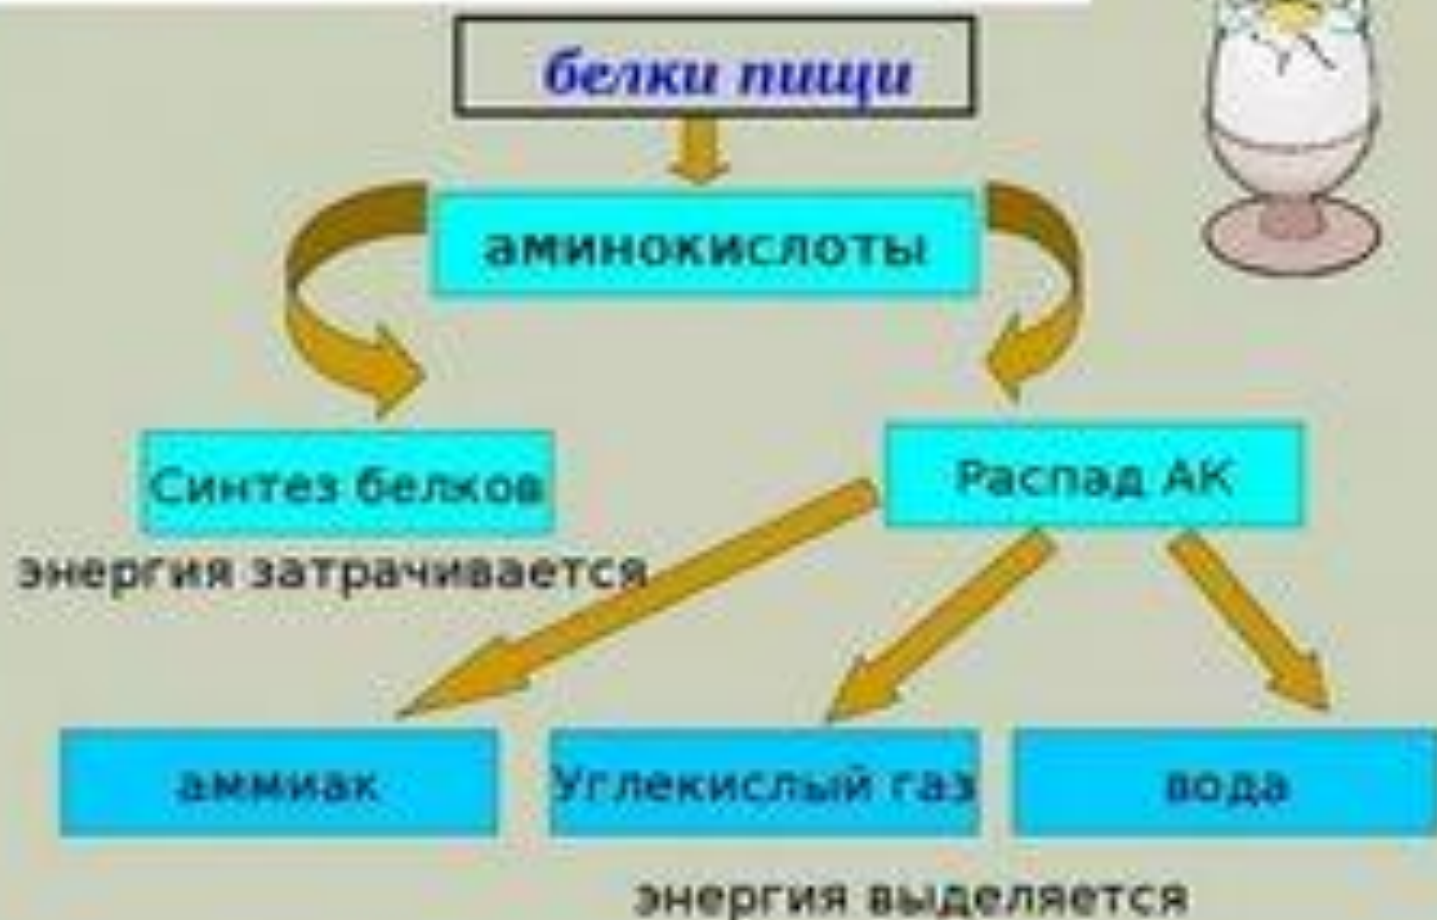 белки пищи
аминокислоты
Синтез белков
Распад АК
энергия затрачивается
аммиак
Углекислый газ
вода
энергия выделяется